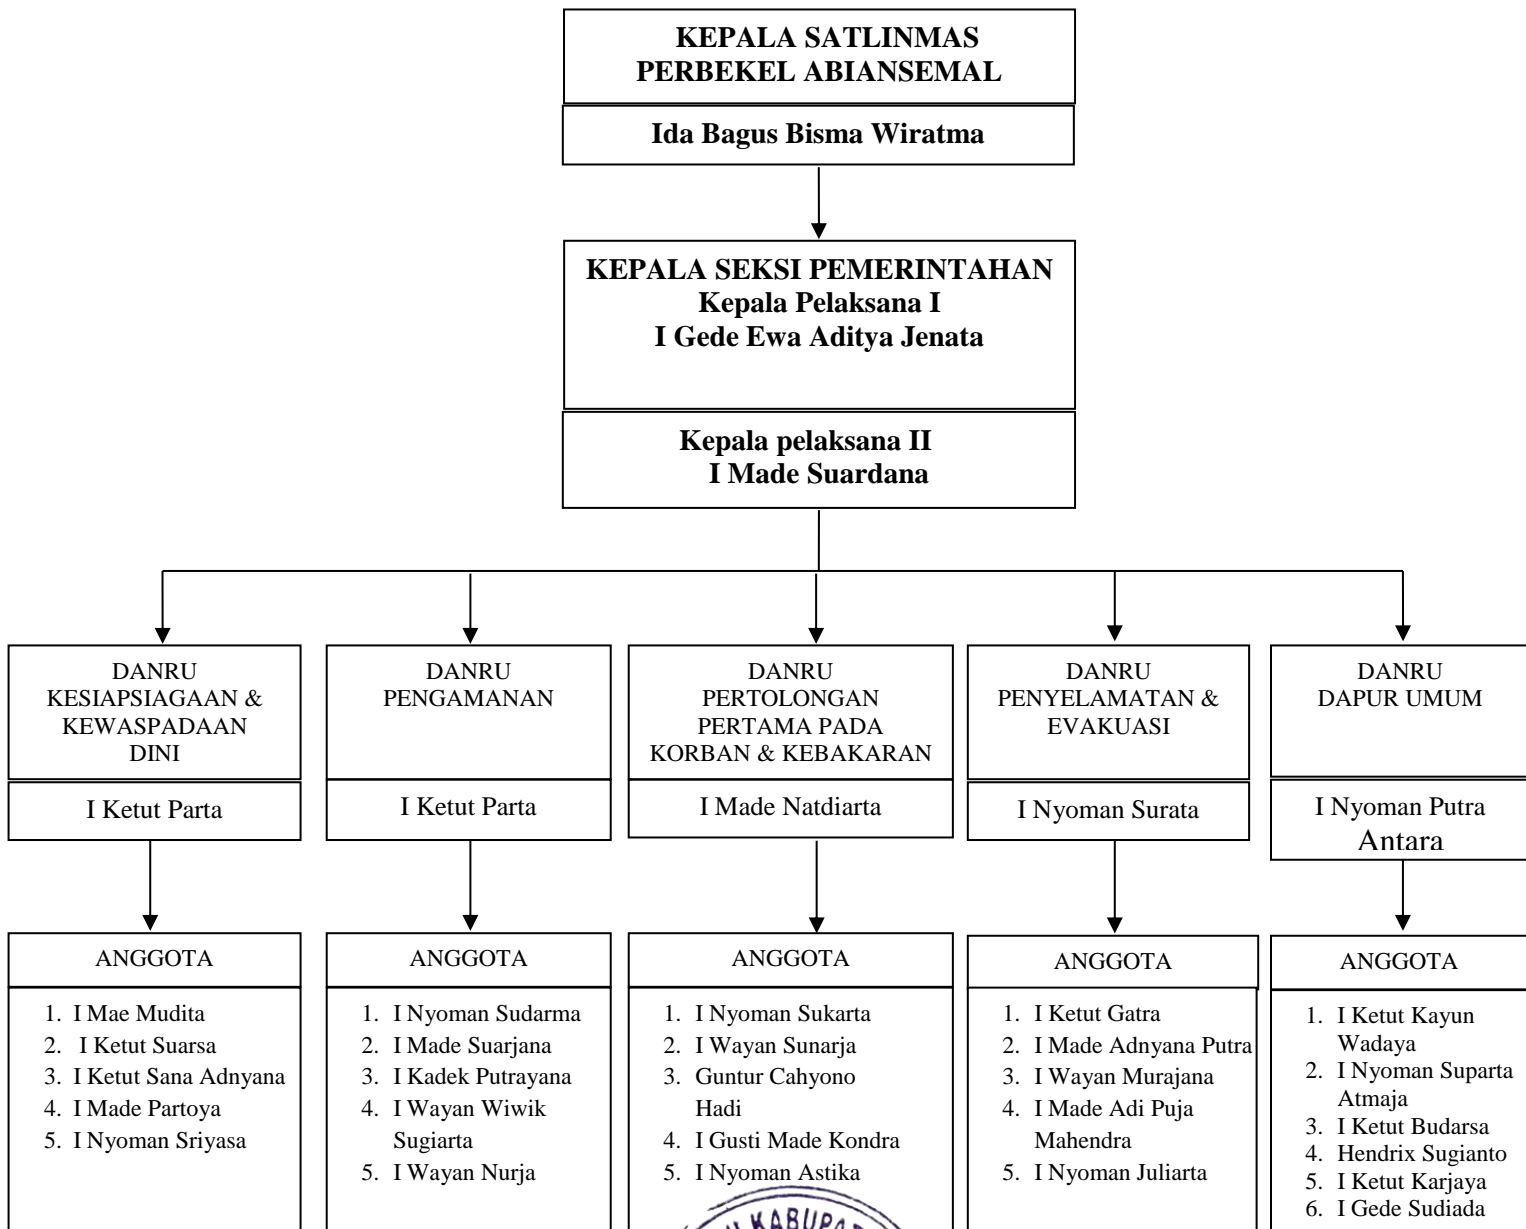 KEPALA SATLINMAS
PERBEKEL ABIANSEMAL
Ida Bagus Bisma Wiratma
KEPALA SEKSI PEMERINTAHAN
Kepala Pelaksana I
I Gede Ewa Aditya Jenata
Kepala pelaksana II
I Made Suardana
DANRU
KESIAPSIAGAAN &
KEWASPADAAN
DINI
I Ketut Parta
ANGGOTA
1. I Mae Mudita
2. I Ketut Suarsa
3. I Ketut Sana Adnyana
4. I Made Partoya
5. I Nyoman Sriyasa
DANRU
PENGAMANAN
I Ketut Parta
ANGGOTA
1. I Nyoman Sudarma
2. I Made Suarjana
3. I Kadek Putrayana
4. I Wayan Wiwik
Sugiarta
5. I Wayan Nurja
DANRU
PERTOLONGAN
PERTAMA PADA
KORBAN & KEBAKARAN
I Made Natdiarta
ANGGOTA
1. I Nyoman Sukarta
2. I Wayan Sunarja
3. Guntur Cahyono
Hadi
4. I Gusti Made Kondra
5. I Nyoman Astika
KABUPA
DANRU
PENYELAMATAN &
EVAKUASI
I Nyoman Surata
ANGGOTA
1. I Ketut Gatra
2. I Made Adnyana Putra
3. I Wayan Murajana
4. I Made Adi Puja
Mahendra
5. I Nyoman Juliarta
DANRU
DAPUR UMUM
I Nyoman Putra
Antara
ANGGOTA
1. I Ketut Kayun
Wadaya
2. I Nyoman Suparta
Atmaja
3. I Ketut Budarsa
4. Hendrix Sugianto
5. I Ketut Karjaya
6. I Gede Sudiada